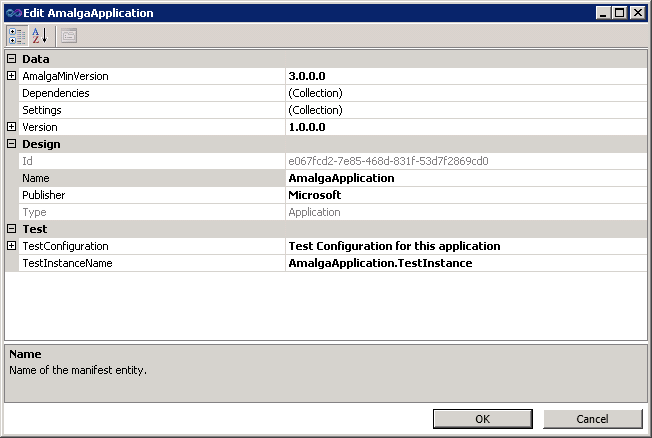 Edit AmalgaApplication
Data
AmalgaMinVersion 3.0.0.0
Dependencies (Collection)
Settings (Collection)
Version 1.0.0.0
Design
Id e067fcd2-7e85-468d-831f-53d7f2869cd0
Name AmalgaApplication
Publisher Microsoft
Type Application
Test
TestConfiguration Test Configuration for this application
TestInstanceName AmalgaApplication.TestInstance
Name
Name of the manifest entity.
OK Cancel